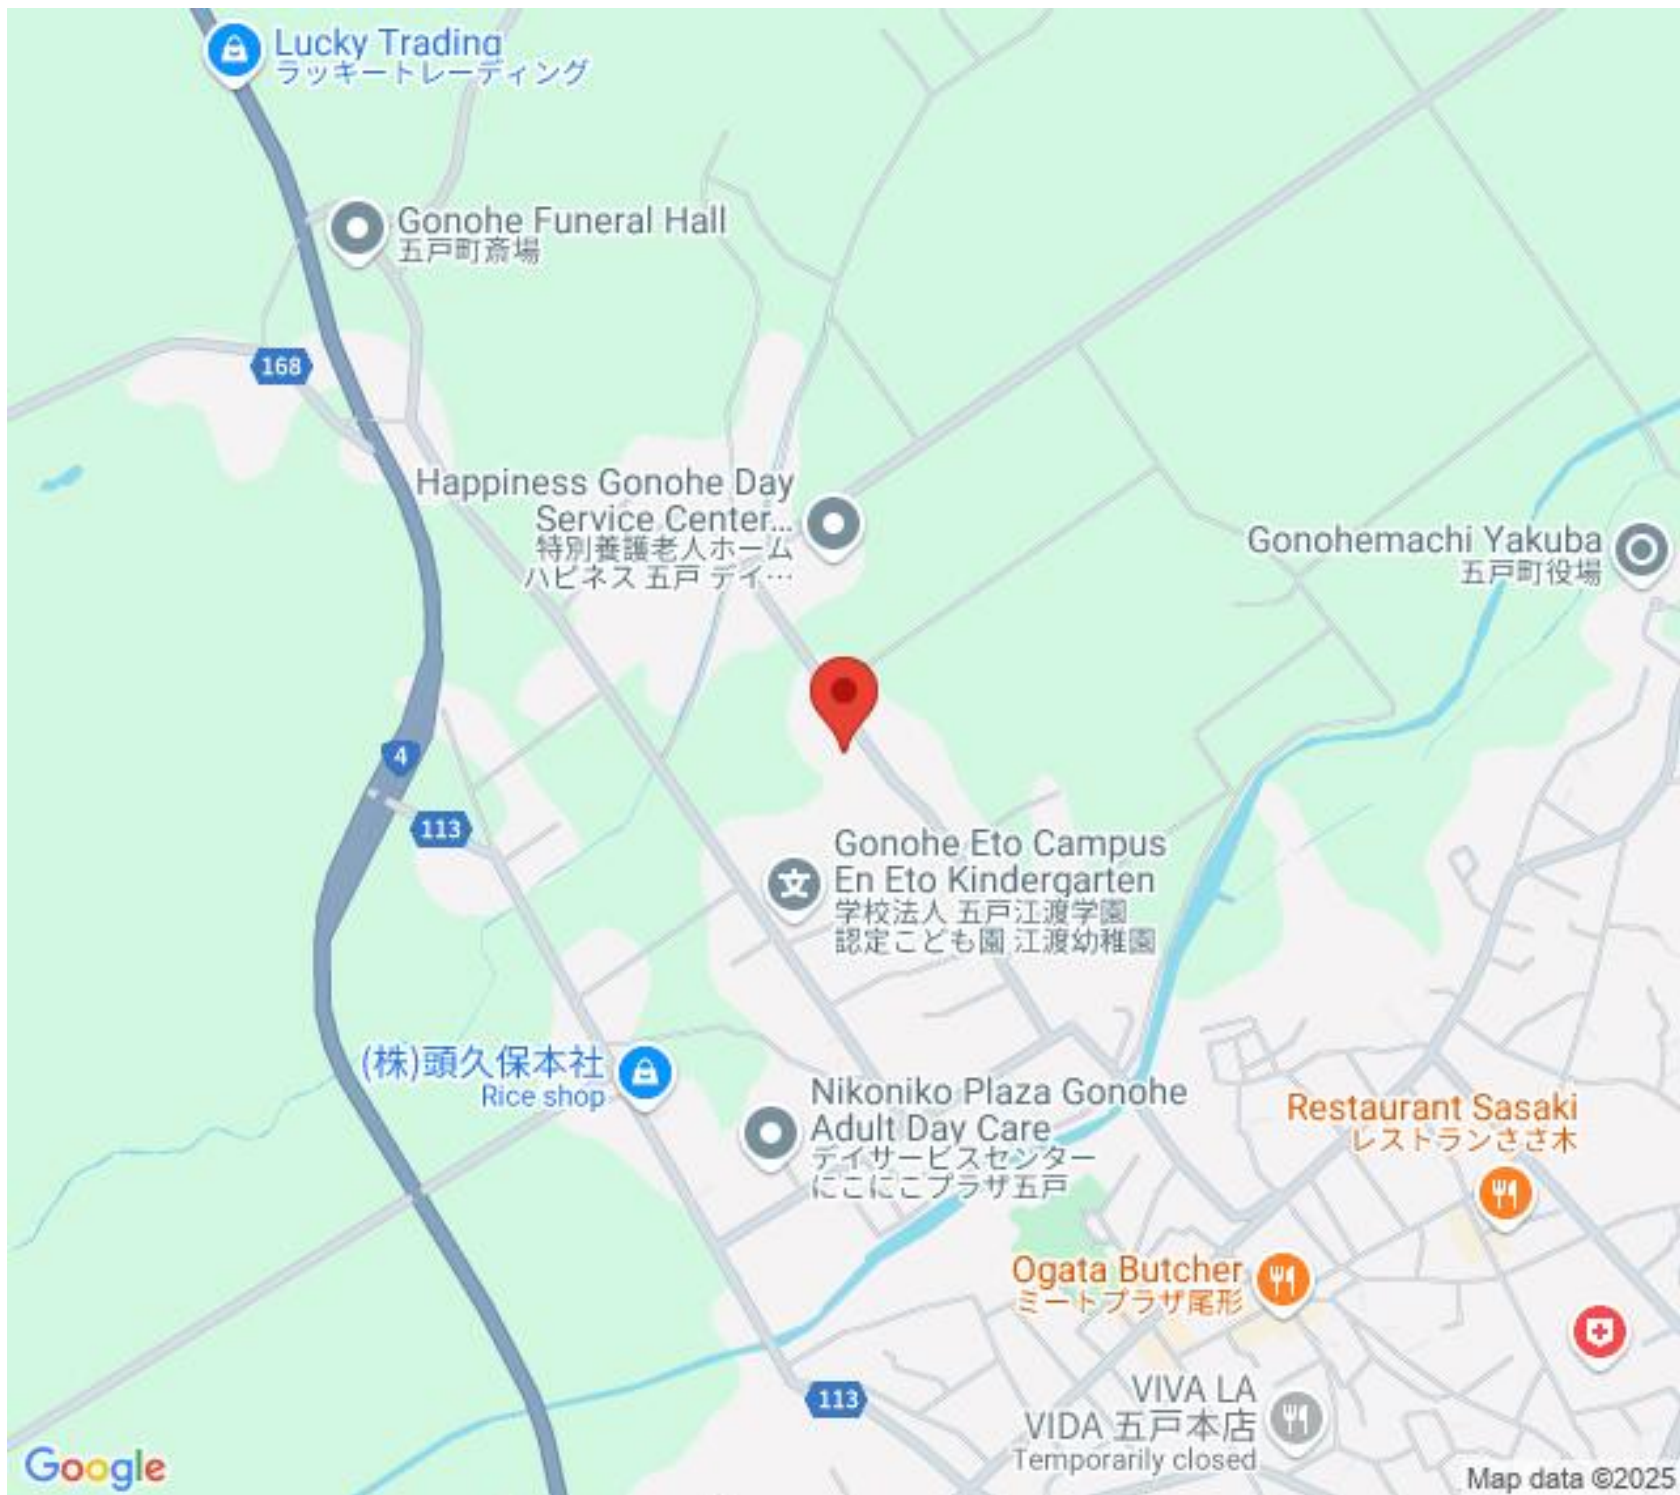 Lucky Trading
ラッキートレーディング
Gonohe Funeral Hall
五戸町斎場
168
Happiness Gonohe Day
Service Center...
特別養護老人ホーム
ハピネス 五戸 デイ…
Gonohemachi Yakuba
五戸町役場
4
113
Gonohe Eto Campus
En Eto Kindergarten
学校法人 五戸江渡学園
認定こども園 江渡幼稚園
文
(株)頭久保本社
Rice shop
Nikoniko Plaza Gonohe
Adult Day Care
デイサービスセンター
にこにこプラザ五戸
Restaurant Sasaki
レストランささ木
Ogata Butcher
ミートプラザ尾形
113
VIVA LA
VIDA 五戸本店
Temporarily closed
Google
Map data ©2025